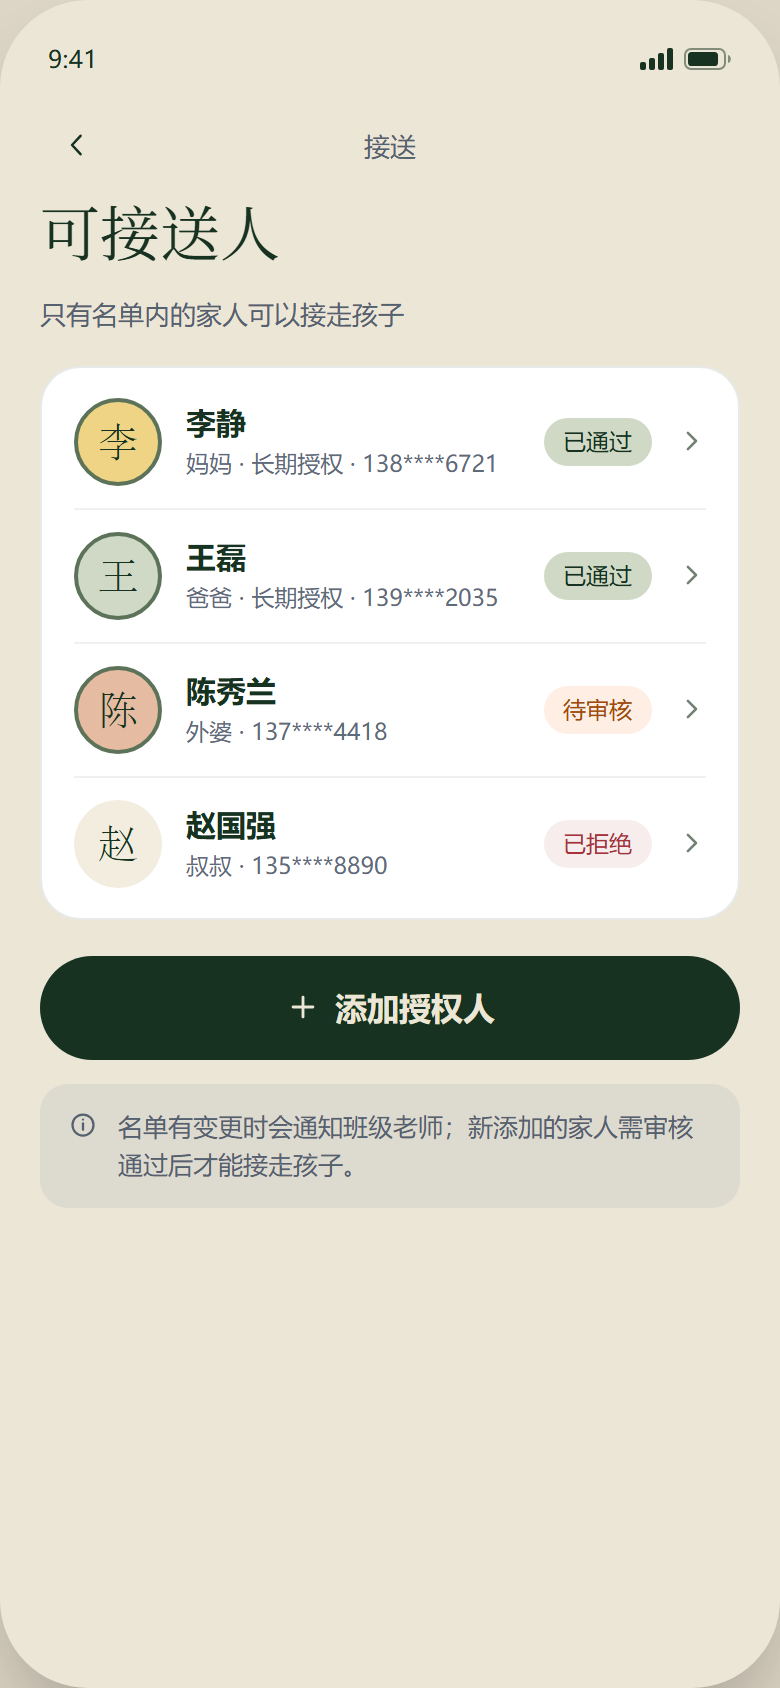 9:41
接送
可接送人
只有名单内的家人可以接走孩子
李
李静
妈妈 · 长期授权 · 138****6721
已通过
王
王磊
爸爸 · 长期授权 · 139****2035
已通过
陈
陈秀兰
外婆 · 137****4418
待审核
赵
赵国强
叔叔 · 135****8890
已拒绝
添加授权人
名单有变更时会通知班级老师；新添加的家人需审核
通过后才能接走孩子。